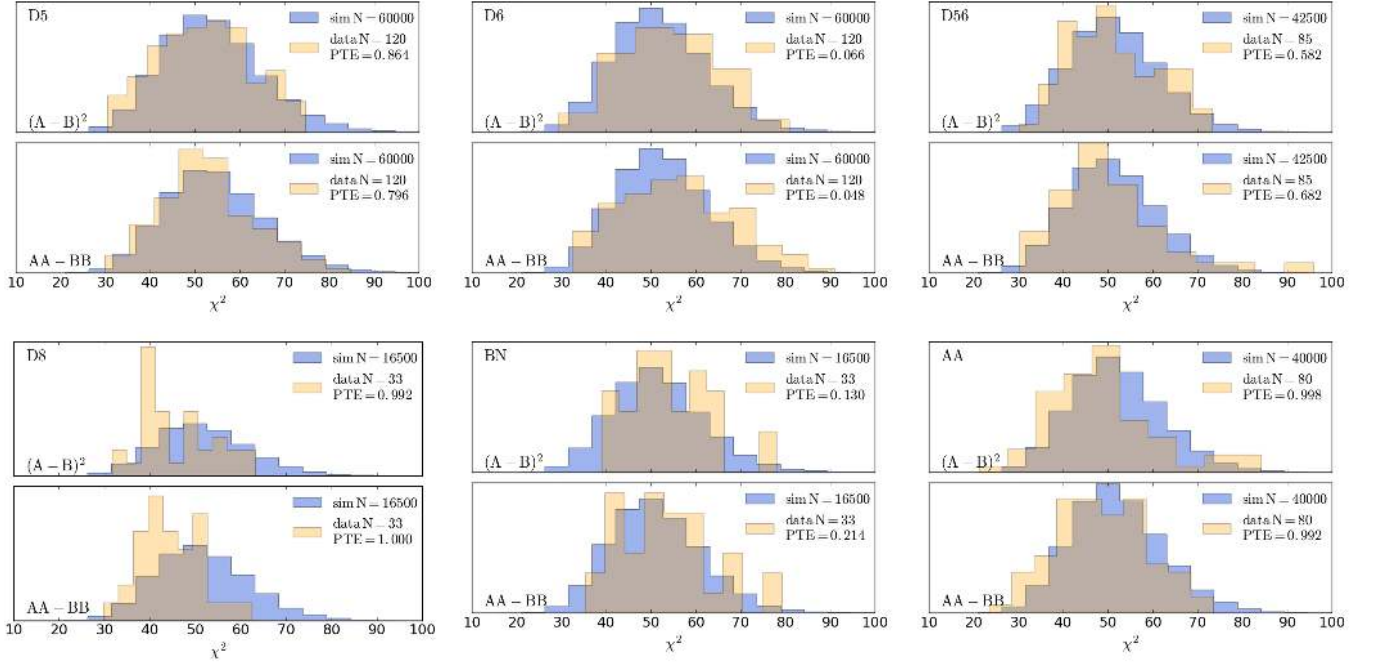 D5
sim N = 60000
data N = 120
PTE = 0.864
(A − B)²
sim N = 60000
data N = 120
PTE = 0.796
AA − BB
10 20 30 40 50 60 70 80 90 100
χ²
D6
sim N = 60000
data N = 120
PTE = 0.066
(A − B)²
sim N = 60000
data N = 120
PTE = 0.048
AA − BB
10 20 30 40 50 60 70 80 90 100
χ²
D56
sim N = 42500
data N = 85
PTE = 0.582
(A − B)²
sim N = 42500
data N = 85
PTE = 0.682
AA − BB
10 20 30 40 50 60 70 80 90 100
χ²
D8
sim N = 16500
data N = 33
PTE = 0.992
(A − B)²
sim N = 16500
data N = 33
PTE = 1.000
AA − BB
10 20 30 40 50 60 70 80 90 100
χ²
BN
sim N = 16500
data N = 33
PTE = 0.130
(A − B)²
sim N = 16500
data N = 33
PTE = 0.214
AA − BB
10 20 30 40 50 60 70 80 90 100
χ²
AA
sim N = 40000
data N = 80
PTE = 0.998
(A − B)²
sim N = 40000
data N = 80
PTE = 0.992
AA − BB
10 20 30 40 50 60 70 80 90 100
χ²